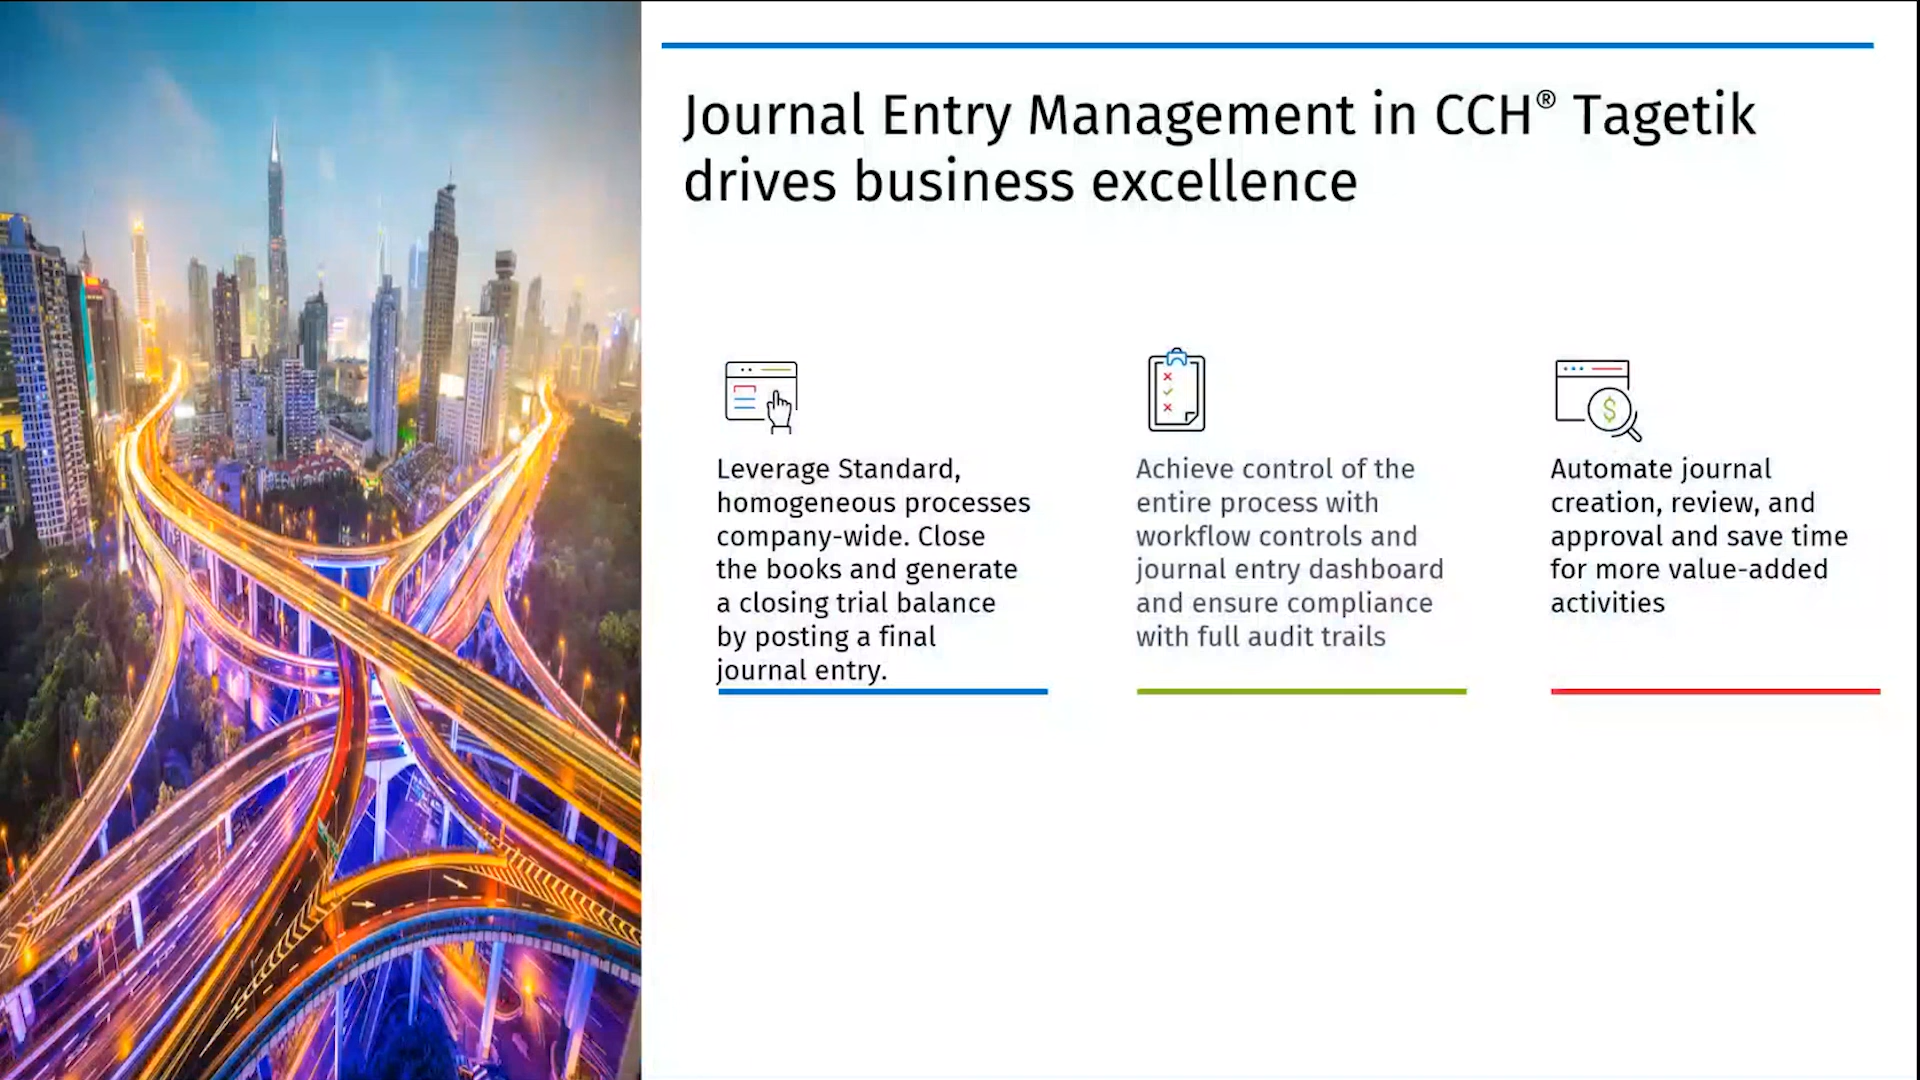 Journal Entry Management in CCH® Tagetik
drives business excellence
Leverage Standard,
homogeneous processes
company-wide. Close
the books and generate
a closing trial balance
by posting a final
journal entry.
Achieve control of the
entire process with
workflow controls and
journal entry dashboard
and ensure compliance
with full audit trails
Automate journal
creation, review, and
approval and save time
for more value-added
activities